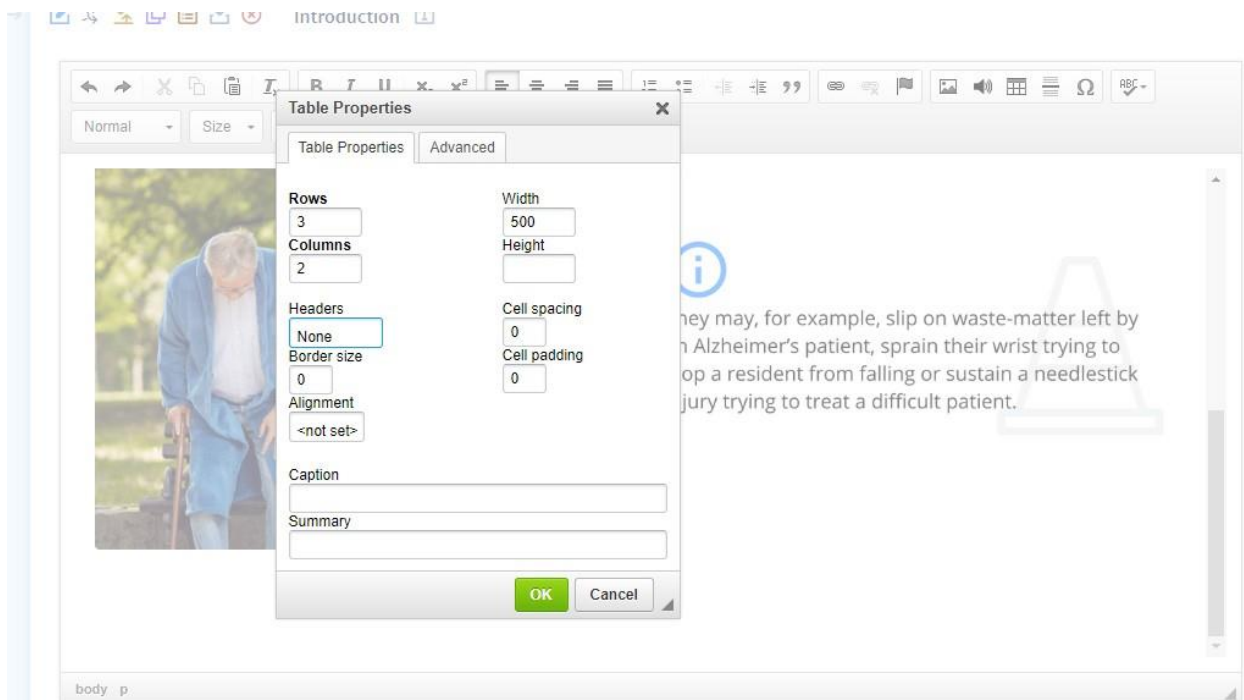 Introduction
B I U x₂ x²
ABC
Normal Size
Table Properties
Table Properties Advanced
Rows
3
Columns
2
Width
500
Height
Headers
None
Border size
0
Alignment
<not set>
Cell spacing
0
Cell padding
0
Caption
Summary
OK Cancel
may, for example, slip on waste-matter left by
Alzheimer's patient, sprain their wrist trying to
a resident from falling or sustain a needlestick
trying to treat a difficult patient.
body p